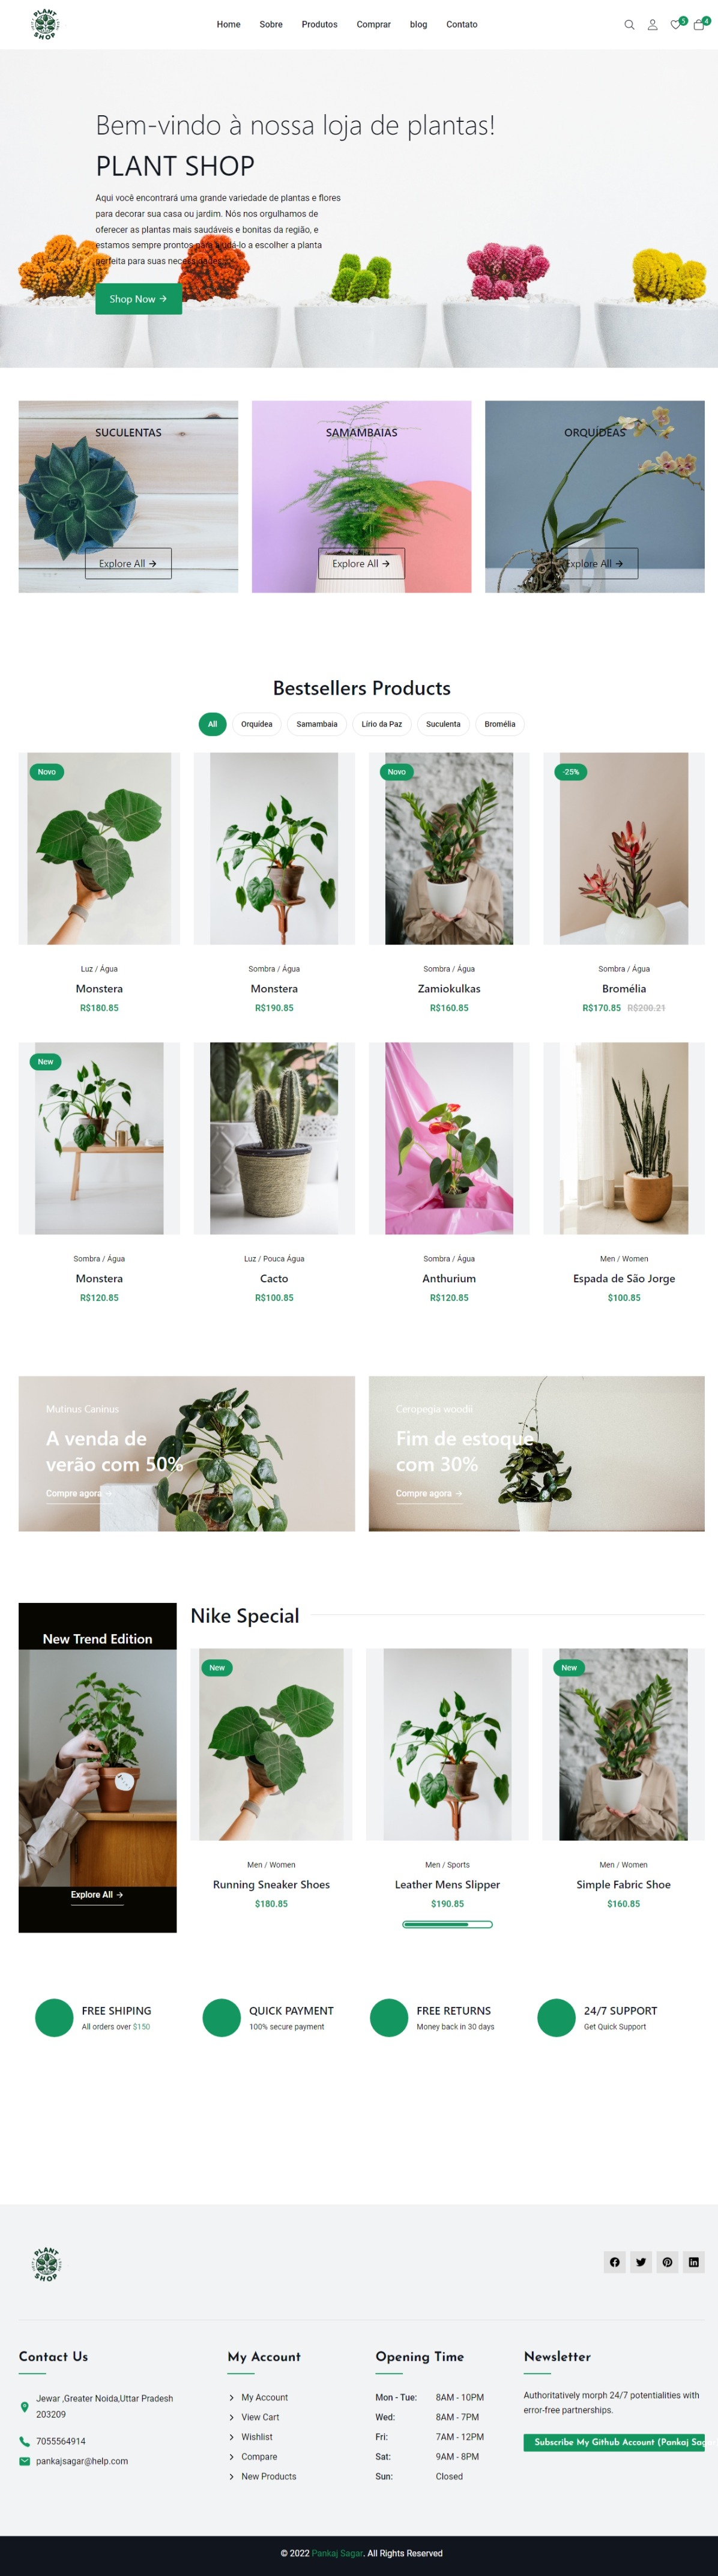 PLANT
SHOP
Home
Sobre
Produtos
Comprar
blog
Contato
5
4
Bem-vindo à nossa loja de plantas!
PLANT SHOP
Aqui você encontrará uma grande variedade de plantas e flores
para decorar sua casa ou jardim. Nós nos orgulhamos de
oferecer as plantas mais saudáveis e bonitas da região, e
estamos sempre prontos para ajudá-lo a escolher a planta
perfeita para suas necessidades.
Shop Now →
SUCULENTAS
Explore All →
SAMAMBAIAS
Explore All →
ORQUÍDEAS
Explore All →
Bestsellers Products
All
Orquídea
Samambaia
Lírio da Paz
Suculenta
Bromélia
Novo
Luz / Água
Monstera
R$180.85
Sombra / Água
Monstera
R$190.85
Novo
Sombra / Água
Zamiokulkas
R$160.85
-25%
Sombra / Água
Bromélia
R$170.85 R$200.21
New
Sombra / Água
Monstera
R$120.85
Luz / Pouca Água
Cacto
R$100.85
Sombra / Água
Anthurium
R$120.85
Men / Women
Espada de São Jorge
$100.85
Mutinus Caninus
A venda de
verão com 50%
Compre agora →
Ceropegia woodii
Fim de estoque
com 30%
Compre agora →
New Trend Edition
Explore All →
Nike Special
New
Men / Women
Running Sneaker Shoes
$180.85
Men / Sports
Leather Mens Slipper
$190.85
New
Men / Women
Simple Fabric Shoe
$160.85
FREE SHIPING
All orders over $150
QUICK PAYMENT
100% secure payment
FREE RETURNS
Money back in 30 days
24/7 SUPPORT
Get Quick Support
PLANT
SHOP
Contact Us
Jewar ,Greater Noida,Uttar Pradesh
203209
7055564914
pankajsagar@help.com
My Account
My Account
View Cart
Wishlist
Compare
New Products
Opening Time
Mon - Tue: 8AM - 10PM
Wed: 8AM - 7PM
Fri: 7AM - 12PM
Sat: 9AM - 8PM
Sun: Closed
Newsletter
Authoritatively morph 24/7 potentialities with
error-free partnerships.
Subscribe My Github Account (Pankaj Sag
© 2022 Pankaj Sagar. All Rights Reserved